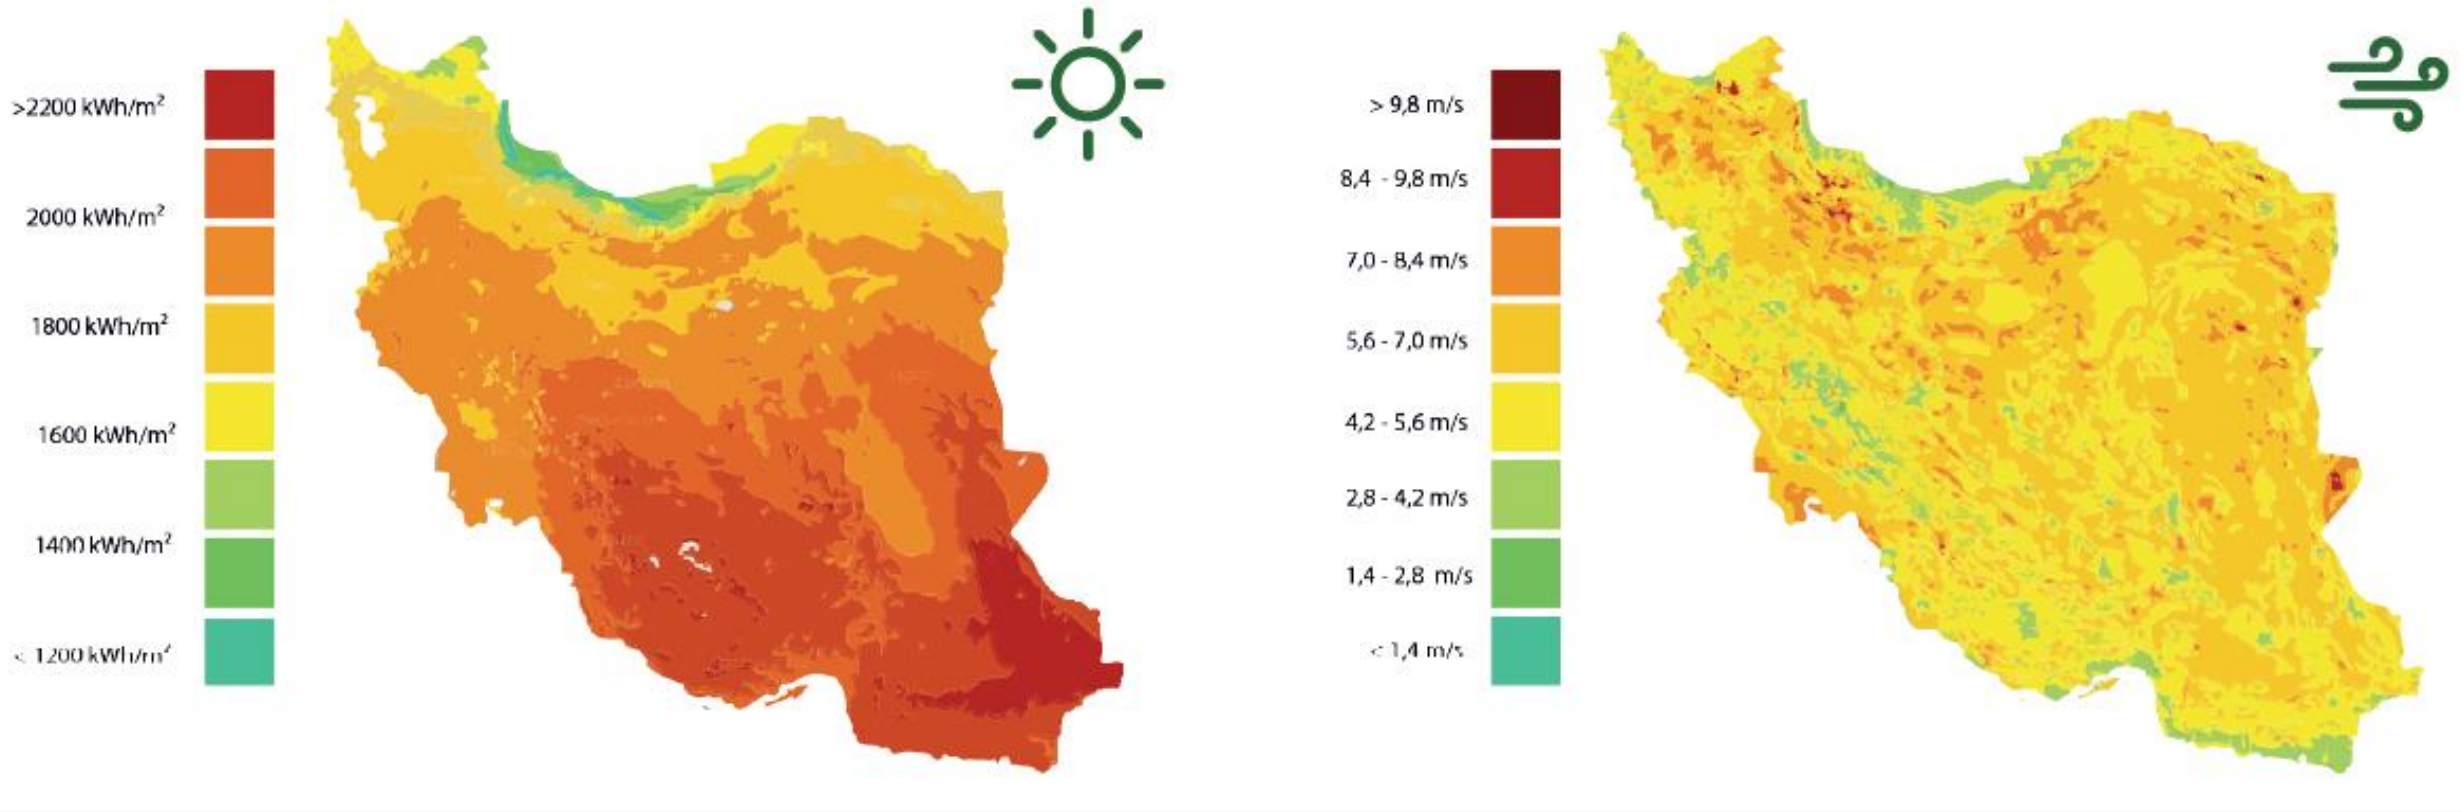 >2200 kWh/m²
2000 kWh/m²
1800 kWh/m²
1600 kWh/m²
1400 kWh/m²
< 1200 kWh/m²
> 9,8 m/s
8,4 - 9,8 m/s
7,0 - 8,4 m/s
5,6 - 7,0 m/s
4,2 - 5,6 m/s
2,8 - 4,2 m/s
1,4 - 2,8 m/s
< 1,4 m/s